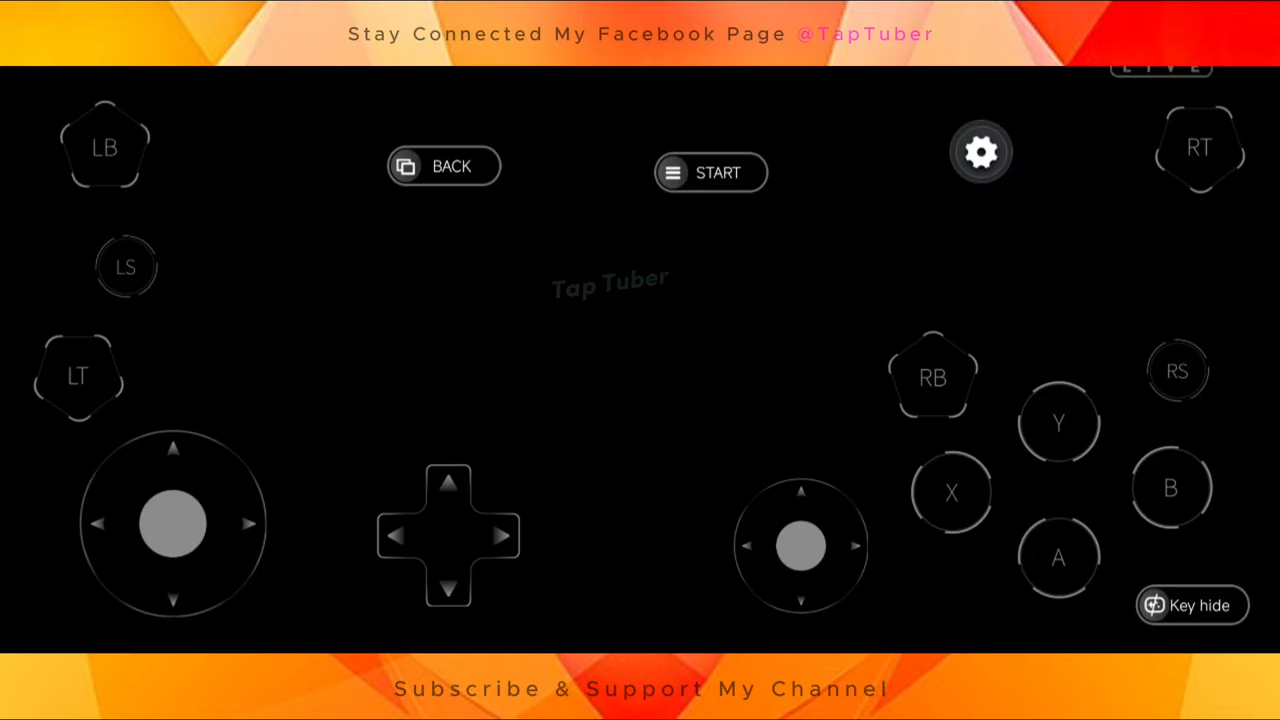 Stay Connected My Facebook Page @TapTuber
LIVE
LB
BACK
START
RT
LS
Tap Tuber
LT
RB
RS
Y
X
B
A
Key hide
Subscribe & Support My Channel